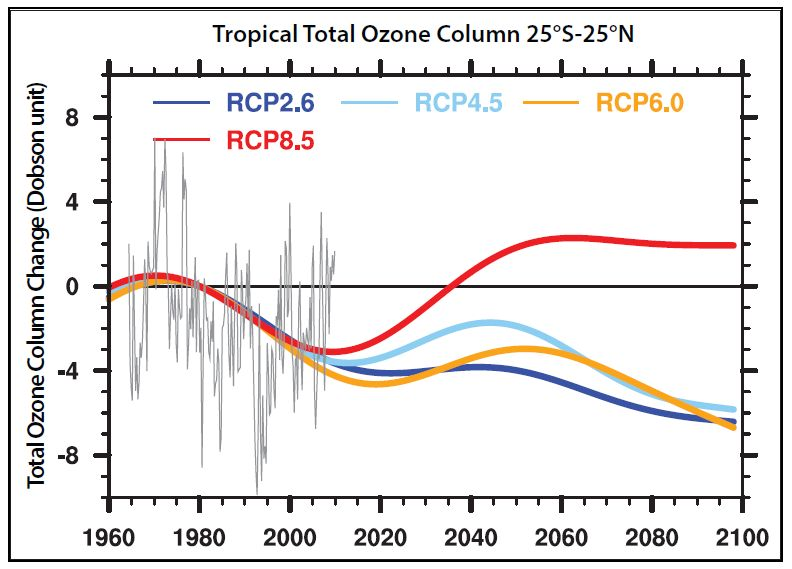 Tropical Total Ozone Column 25°S-25°N
RCP2.6 RCP4.5 RCP6.0
RCP8.5
Total Ozone Column Change (Dobson unit)
8
4
0
-4
-8
1960 1980 2000 2020 2040 2060 2080 2100